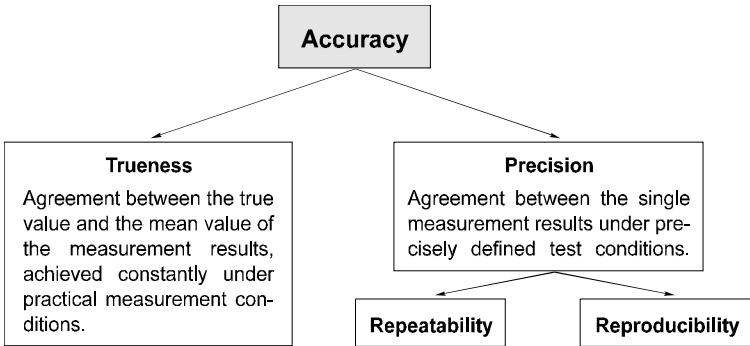 Accuracy
Trueness
Agreement between the true
value and the mean value of
the measurement results,
achieved constantly under
practical measurement con-
ditions.
Precision
Agreement between the single
measurement results under pre-
cisely defined test conditions.
Repeatability
Reproducibility